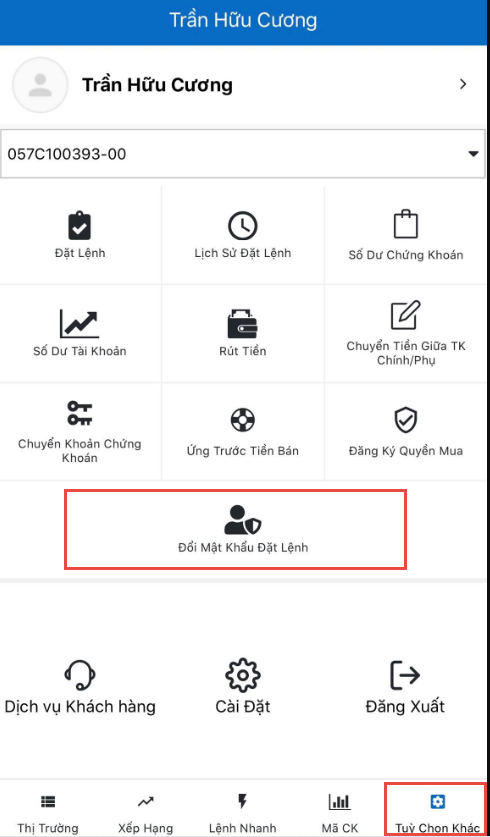 Trần Hữu Cương
Trần Hữu Cương
057C100393-00
Đặt Lệnh
Lịch Sử Đặt Lệnh
Số Dư Chứng Khoán
Số Dư Tài Khoản
Rút Tiền
Chuyển Tiền Giữa TK
Chính/Phụ
Chuyển Khoản Chứng
Khoán
Ứng Trước Tiền Bán
Đăng Ký Quyền Mua
Đổi Mật Khẩu Đặt Lệnh
Dịch vụ Khách hàng
Cài Đặt
Đăng Xuất
Thị Trường
Xếp Hạng
Lệnh Nhanh
Mã CK
Tuỳ Chọn Khác